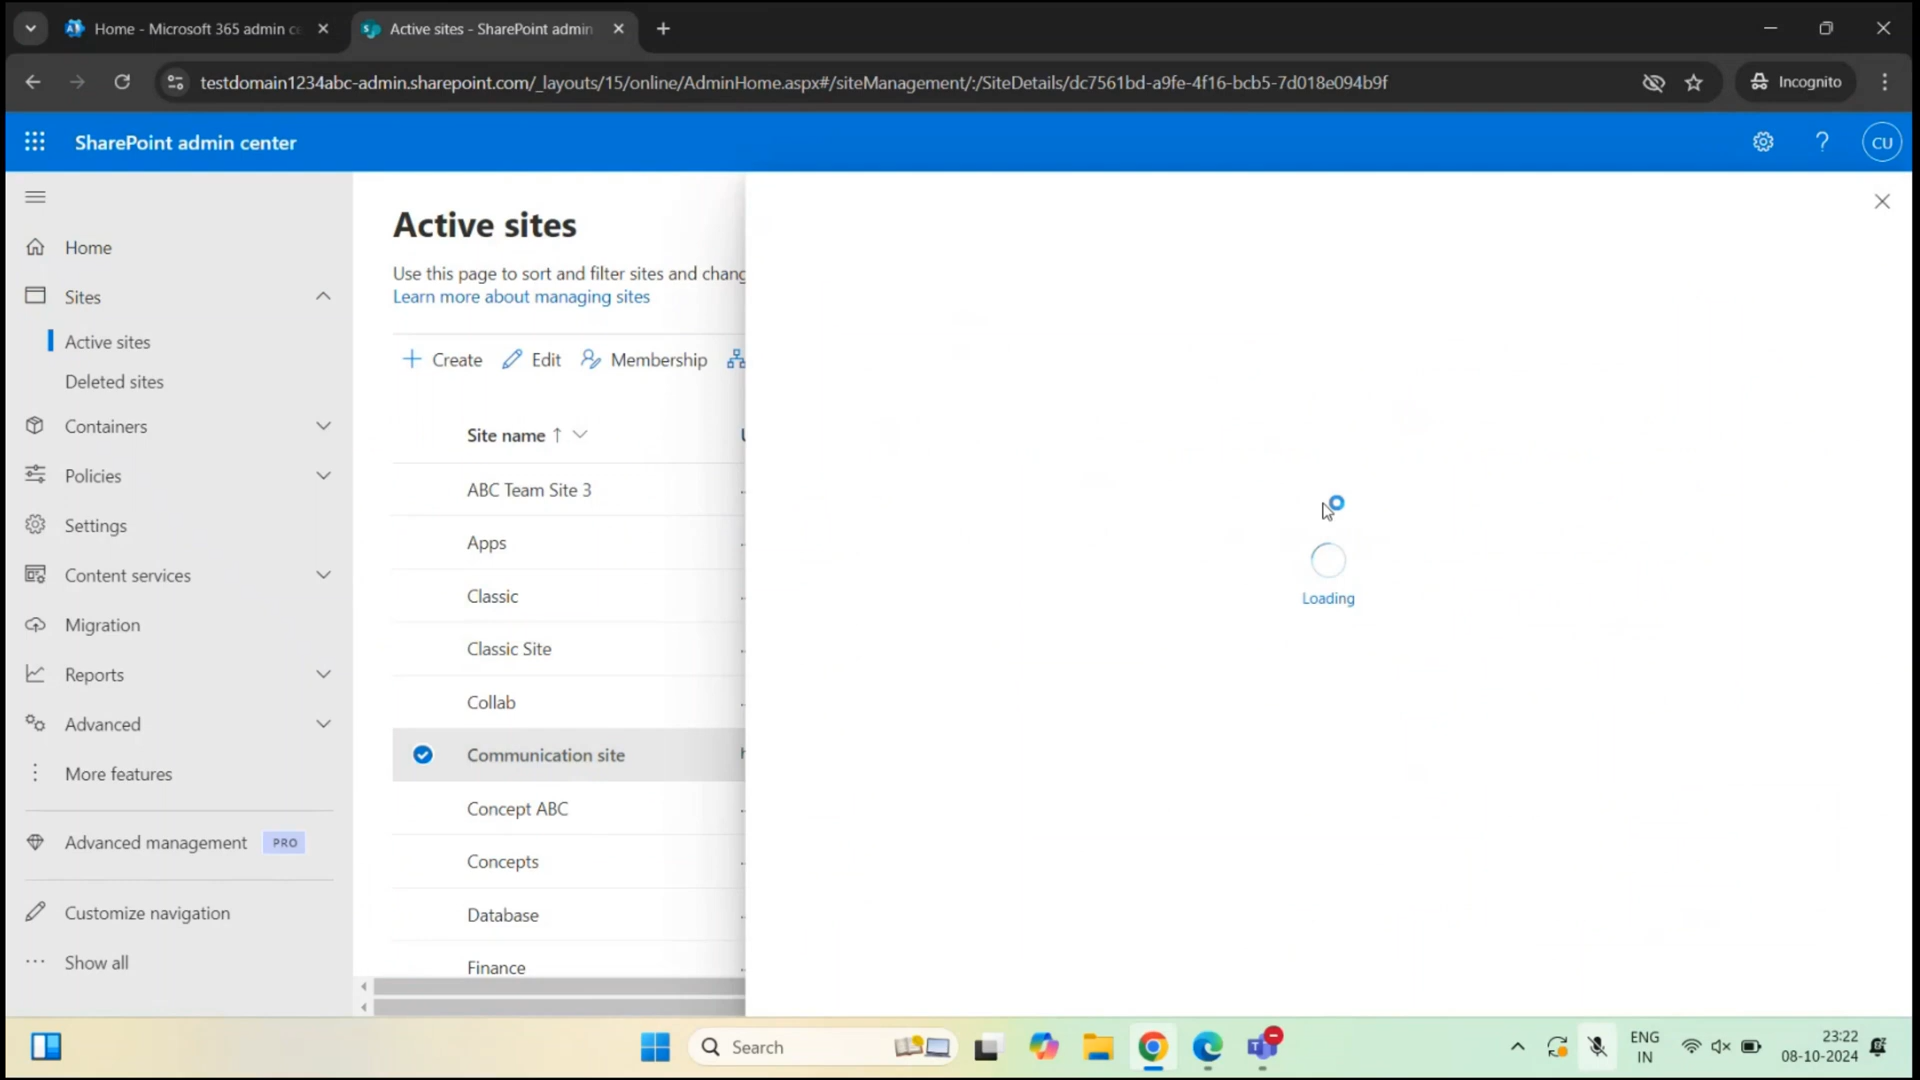 Home - Microsoft 365 admin ce
Active sites - SharePoint admin
testdomain1234abc-admin.sharepoint.com/_layouts/15/online/AdminHome.aspx#/siteManagement/:/SiteDetails/dc7561bd-a9fe-4f16-bcb5-7d018e094b9f
Incognito
SharePoint admin center
CU
Home
Sites
Active sites
Deleted sites
Containers
Policies
Settings
Content services
Migration
Reports
Advanced
More features
Advanced management PRO
Customize navigation
Show all
Active sites
Use this page to sort and filter sites and chang
Learn more about managing sites
Create
Edit
Membership
Site name
ABC Team Site 3
Apps
Classic
Classic Site
Collab
Communication site
Concept ABC
Concepts
Database
Finance
Loading
Search
ENG
IN
23:22
08-10-2024